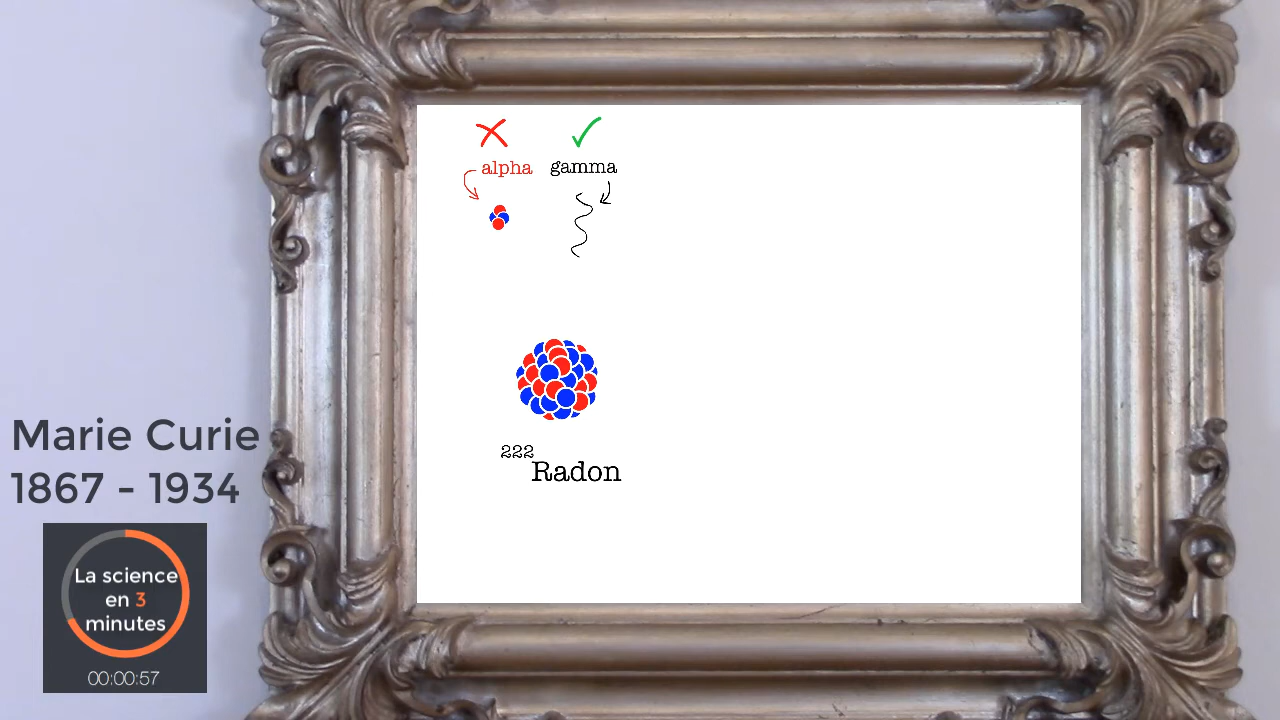 alpha gamma
222
Radon
Marie Curie
1867 - 1934
La science
en 3
minutes
00:00:57